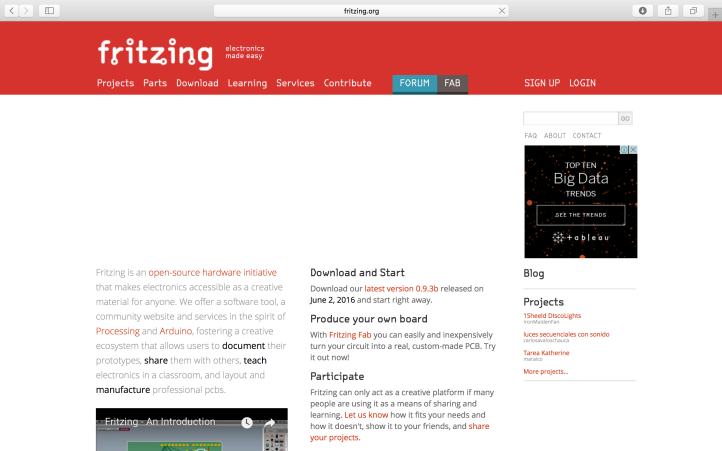 fritzing.org
fritzing
electronics
made easy
Projects Parts Download Learning Services Contribute FORUM FAB SIGN UP LOGIN
GO
FAQ ABOUT CONTACT
TOP TEN
Big Data
TRENDS
SEE THE TRENDS
+ableau
Fritzing is an open-source hardware initiative
that makes electronics accessible as a creative
material for anyone. We offer a software tool, a
community website and services in the spirit of
Processing and Arduino, fostering a creative
ecosystem that allows users to document their
prototypes, share them with others, teach
electronics in a classroom, and layout and
manufacture professional pcbs.
Fritzing - An Introduction
Download and Start
Download our latest version 0.9.3b released on
June 2, 2016 and start right away.
Produce your own board
With Fritzing Fab you can easily and inexpensively
turn your circuit into a real, custom-made PCB. Try
it out now!
Participate
Fritzing can only act as a creative platform if many
people are using it as a means of sharing and
learning. Let us know how it fits your needs and
how it doesn't, show it to your friends, and share
your projects.
Blog
Projects
1Sheeld DIscoLights
IronMaidenFan
luces secuenciales con sonido
carlosavaloschauca
Tarea Katherine
maraico
More projects...